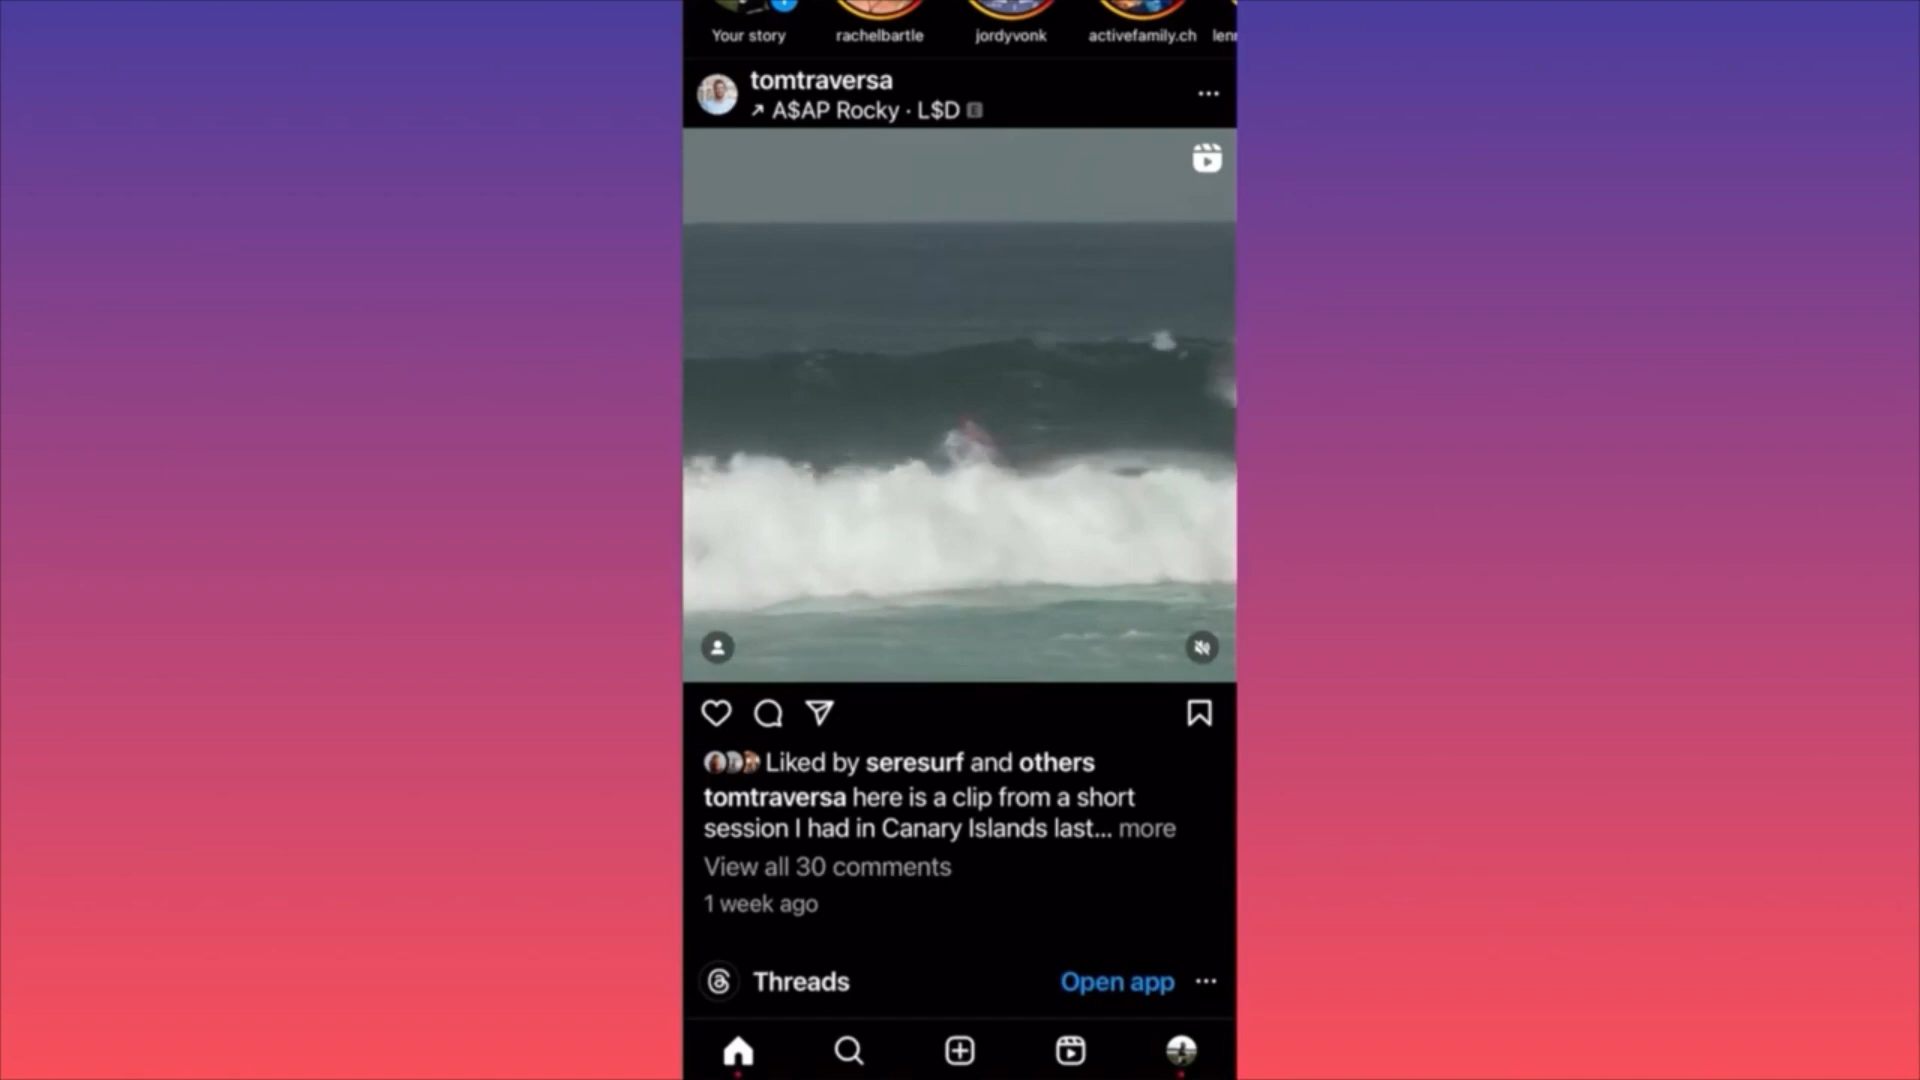 Your story
rachelbartle
jordyvonk
activefamily.ch
tomtraversa
A$AP Rocky · L$D E
Liked by seresurf and others
tomtraversa here is a clip from a short
session I had in Canary Islands last... more
View all 30 comments
1 week ago
Threads
Open app